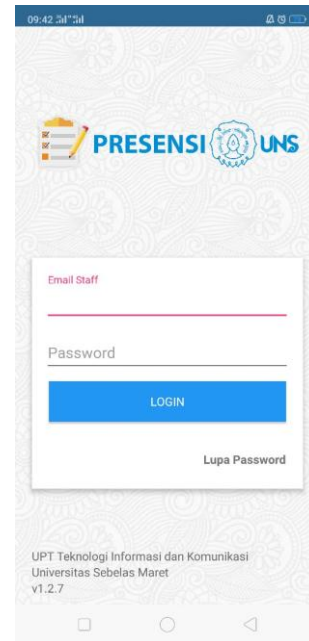 09:42
PRESENSI UNS
Email Staff
Password
LOGIN
Lupa Password
UPT Teknologi Informasi dan Komunikasi
Universitas Sebelas Maret
v1.2.7